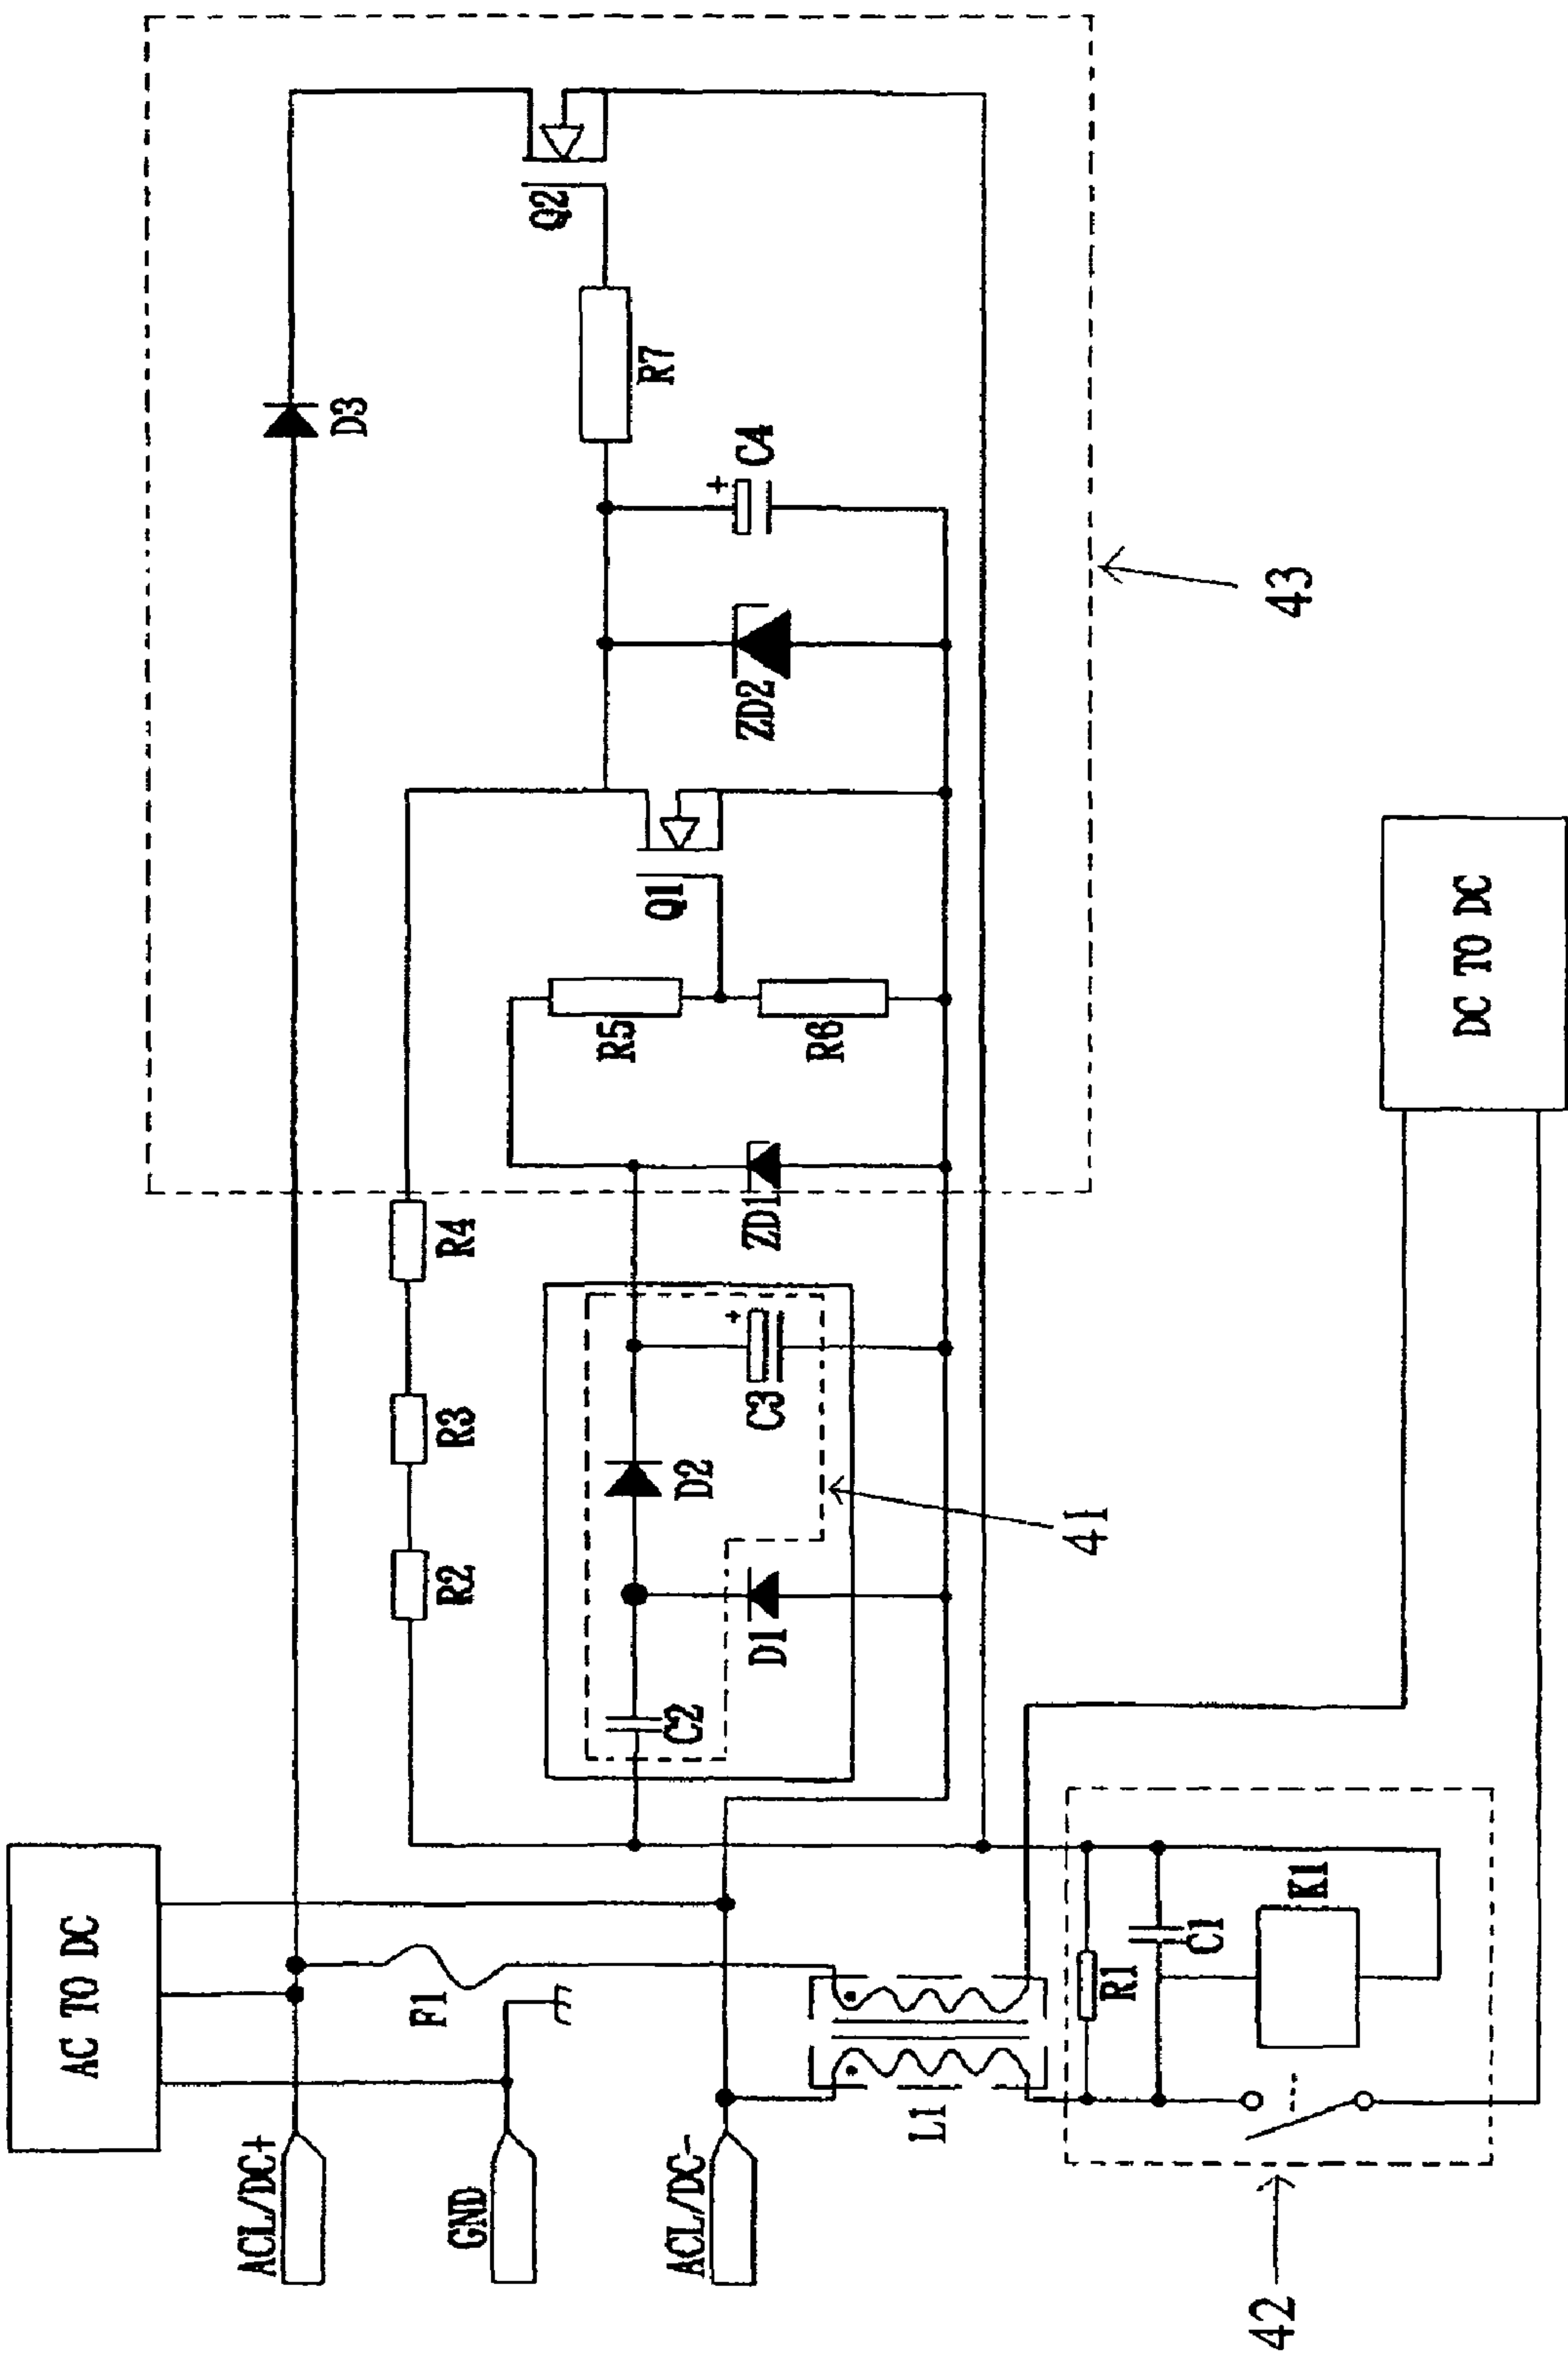 AC TO DC
ACL/DC+
GND
ACL/DC-
F1
L1
R1
C1
K1
42
R2
R3
R4
C2
D2
D1
C3
+
41
ZD1
R5
R6
Q1
ZD2
C4
+
R7
Q2
D3
43
DC TO DC